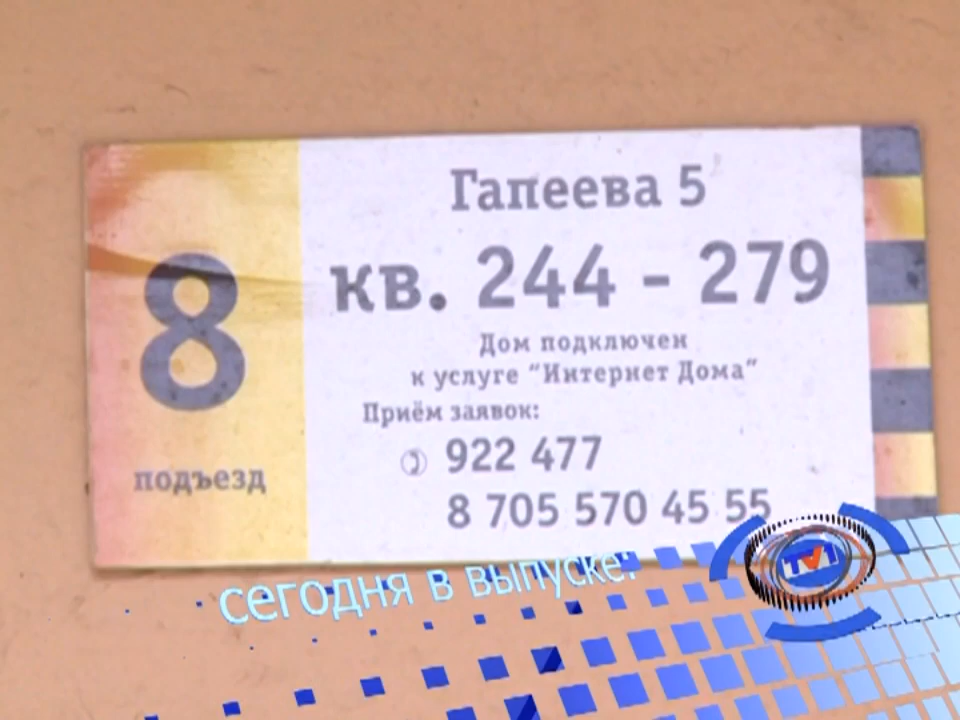 Гапеева 5
8
кв. 244 - 279
Дом подключен
к услуге "Интернет Дома"
Приём заявок:
922 477
подъезд
8 705 570 45 55
сегодня в выпуске:
TV1